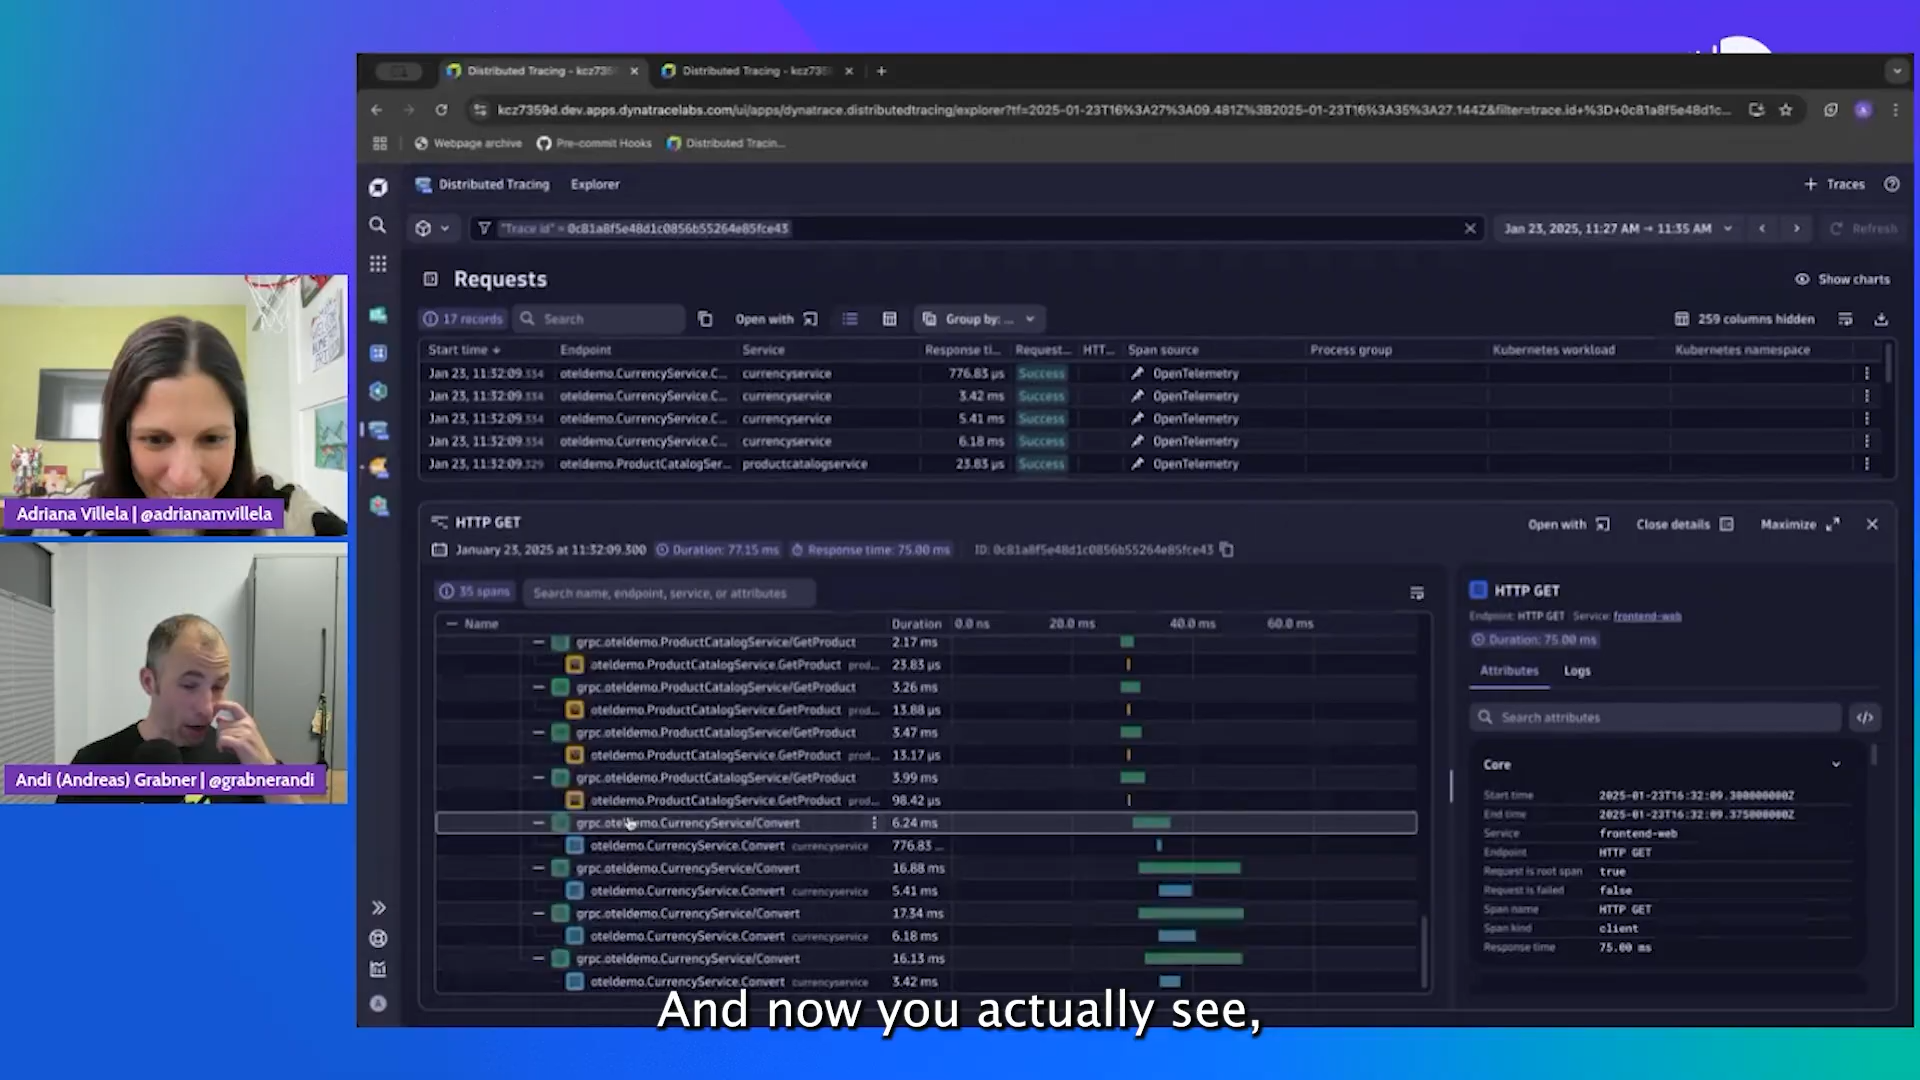 Distributed Tracing - kcz735
Distributed Tracing - kcz735
kcz7359d.dev.apps.dynatracelabs.com/ui/apps/dynatrace.distributedtracing/explorer?tf=2025-01-23T16%3A27%3A09.481Z%3B2025-01-23T16%3A35%3A27.144Z&filter=trace.id+%3D+0c81a8f5e48d1c...
Webpage archive Pre-commit Hooks Distributed Tracin...
Distributed Tracing Explorer + Traces
"Trace id" = 0c81a8f5e48d1c0856b55264e85fce43 Jan 23, 2025, 11:27 AM → 11:35 AM Refresh
Requests Show charts
17 records Search Open with Group by: ... 259 columns hidden
Start time Endpoint Service Response ti... Request... HTT... Span source Process group Kubernetes workload Kubernetes namespace
Jan 23, 11:32:09.334 oteldemo.CurrencyService.C... currencyservice 776.83 µs Success OpenTelemetry
Jan 23, 11:32:09.334 oteldemo.CurrencyService.C... currencyservice 3.42 ms Success OpenTelemetry
Jan 23, 11:32:09.334 oteldemo.CurrencyService.C... currencyservice 5.41 ms Success OpenTelemetry
Jan 23, 11:32:09.334 oteldemo.CurrencyService.C... currencyservice 6.18 ms Success OpenTelemetry
Jan 23, 11:32:09.329 oteldemo.ProductCatalogSer... productcatalogservice 23.83 µs Success OpenTelemetry
HTTP GET Open with Close details Maximize
January 23, 2025 at 11:32:09.300 Duration: 77.15 ms Response time: 75.00 ms ID: 0c81a8f5e48d1c0856b55264e85fce43
35 spans Search name, endpoint, service, or attributes
Name Duration 0.0 ns 20.0 ms 40.0 ms 60.0 ms
grpc.oteldemo.ProductCatalogService/GetProduct 2.17 ms
oteldemo.ProductCatalogService.GetProduct prod... 23.83 µs
grpc.oteldemo.ProductCatalogService/GetProduct 3.26 ms
oteldemo.ProductCatalogService.GetProduct prod... 13.88 µs
grpc.oteldemo.ProductCatalogService/GetProduct 3.47 ms
oteldemo.ProductCatalogService.GetProduct prod... 13.17 µs
grpc.oteldemo.ProductCatalogService/GetProduct 3.99 ms
oteldemo.ProductCatalogService.GetProduct prod... 98.42 µs
grpc.oteldemo.CurrencyService/Convert 6.24 ms
oteldemo.CurrencyService.Convert currencyservice 776.83 ...
grpc.oteldemo.CurrencyService/Convert 16.88 ms
oteldemo.CurrencyService.Convert currencyservice 5.41 ms
grpc.oteldemo.CurrencyService/Convert 17.34 ms
oteldemo.CurrencyService.Convert currencyservice 6.18 ms
grpc.oteldemo.CurrencyService/Convert 16.13 ms
oteldemo.CurrencyService.Convert currencyservice 3.42 ms
HTTP GET
Endpoint: HTTP GET Service: frontend-web
Duration: 75.00 ms
Attributes Logs
Search attributes
Core
Start time 2025-01-23T16:32:09.300000000Z
End time 2025-01-23T16:32:09.375000000Z
Service frontend-web
Endpoint HTTP GET
Request is root span true
Request is failed false
Span name HTTP GET
Span kind client
Response time 75.00 ms
Adriana Villela | @adrianamvillela
Andi (Andreas) Grabner | @grabnerandi
And now you actually see,